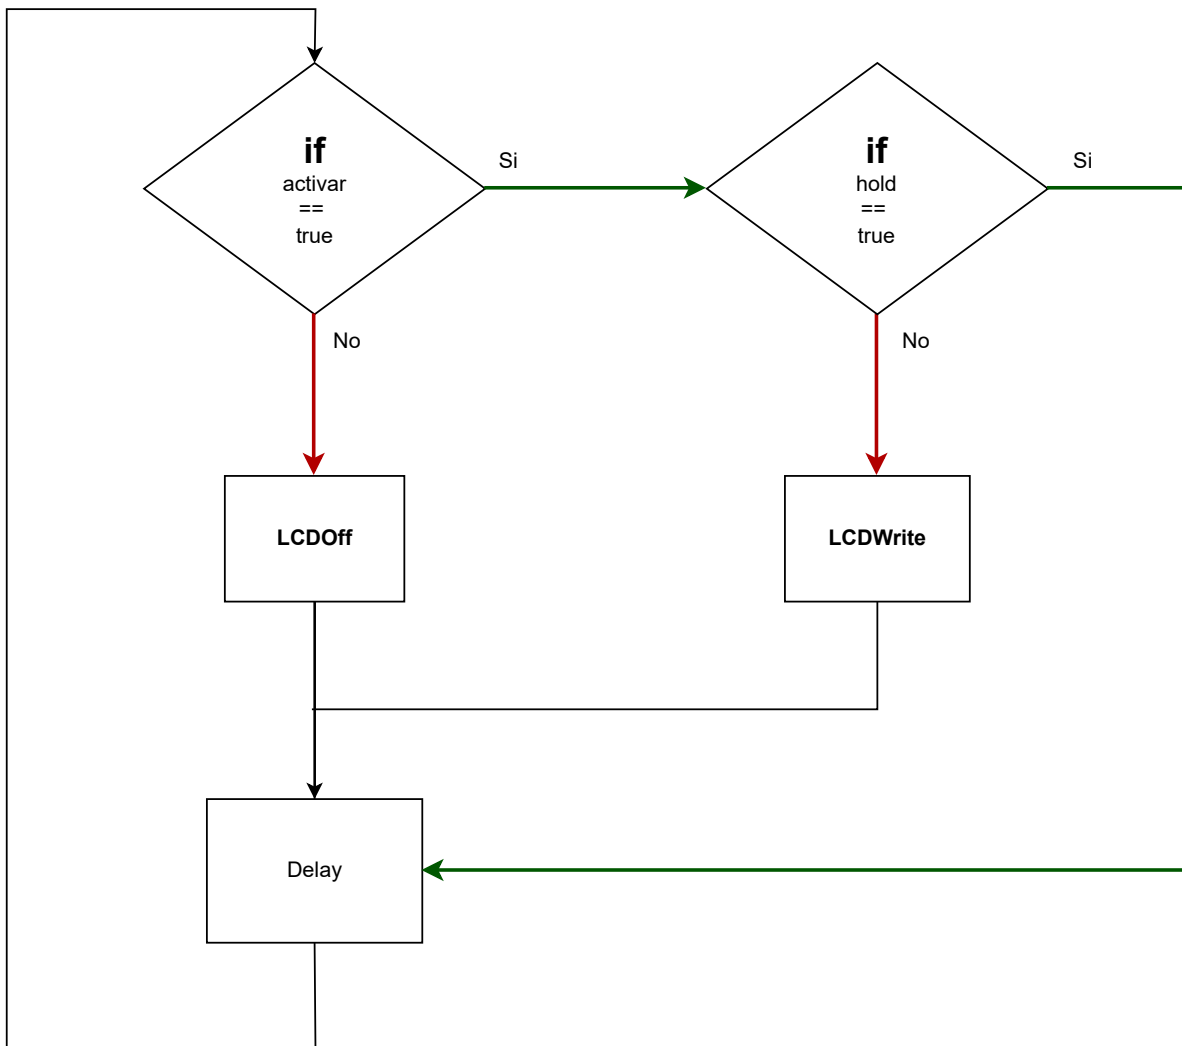 if
activar
==
true
Si
if
hold
==
true
Si
No
No
LCDOff
LCDWrite
Delay